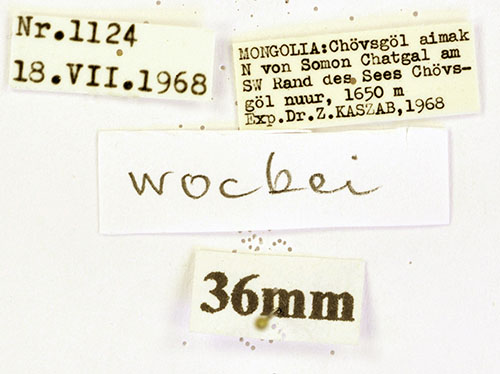 Nr.1124
18.VII.1968
MONGOLIA:Chövsgöl aimak
N von Somon Chatgal am
SW Rand des Sees Chövs-
göl nuur, 1650 m
Exp.Dr.Z.KASZAB,1968
wockei
36mm